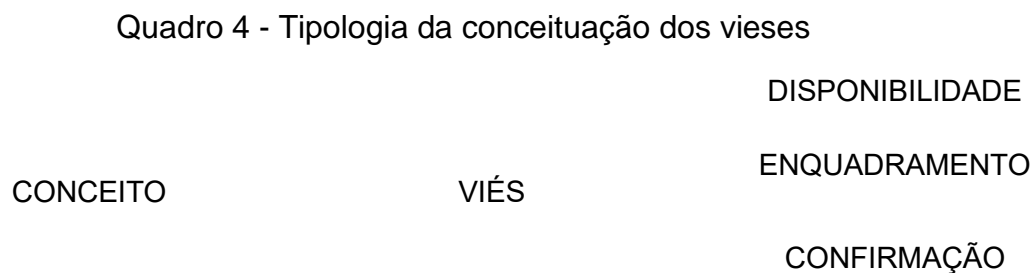 Quadro 4 - Tipologia da conceituação dos vieses
DISPONIBILIDADE
ENQUADRAMENTO
CONCEITO VIÉS
CONFIRMAÇÃO